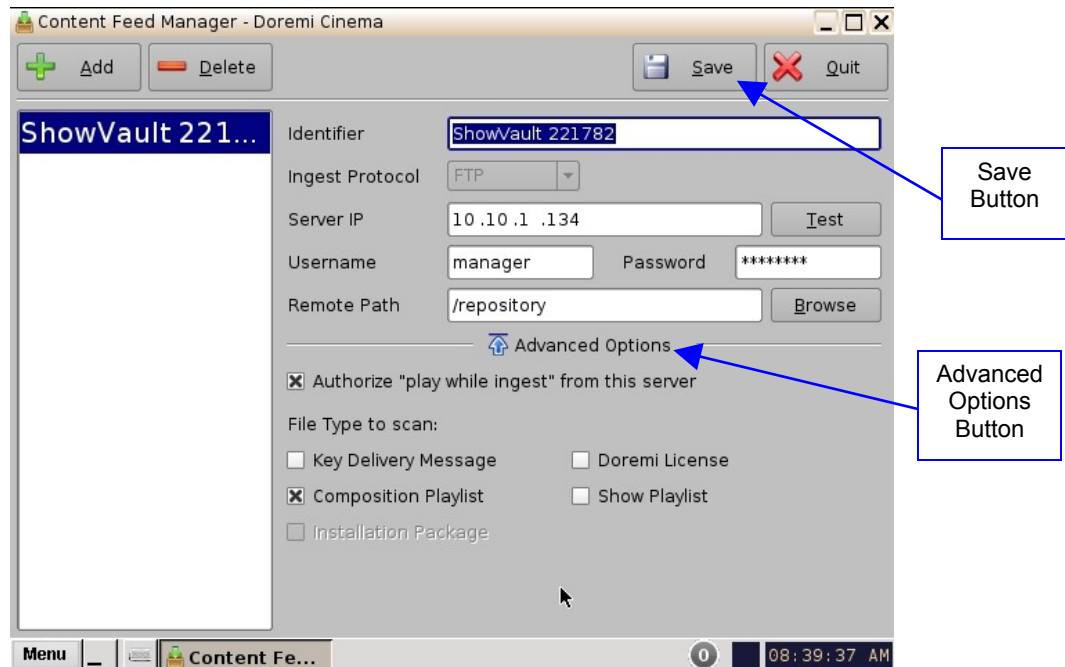 Content Feed Manager - Doremi Cinema
Add
Delete
Save
Quit
ShowVault 221...
Identifier
ShowVault 221782
Ingest Protocol
FTP
Server IP
10 .10 .1 .134
Test
Username
manager
Password
********
Remote Path
/repository
Browse
Advanced Options
Authorize "play while ingest" from this server
File Type to scan:
Key Delivery Message
Doremi License
Composition Playlist
Show Playlist
Installation Package
Save
Button
Advanced
Options
Button
Menu
Content Fe...
0
08:39:37 AM